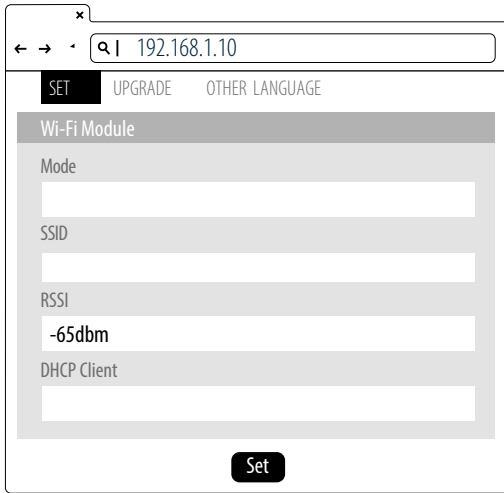 192.168.1.10
SET UPGRADE OTHER LANGUAGE
Wi-Fi Module
Mode
SSID
RSSI
-65dbm
DHCP Client
Set